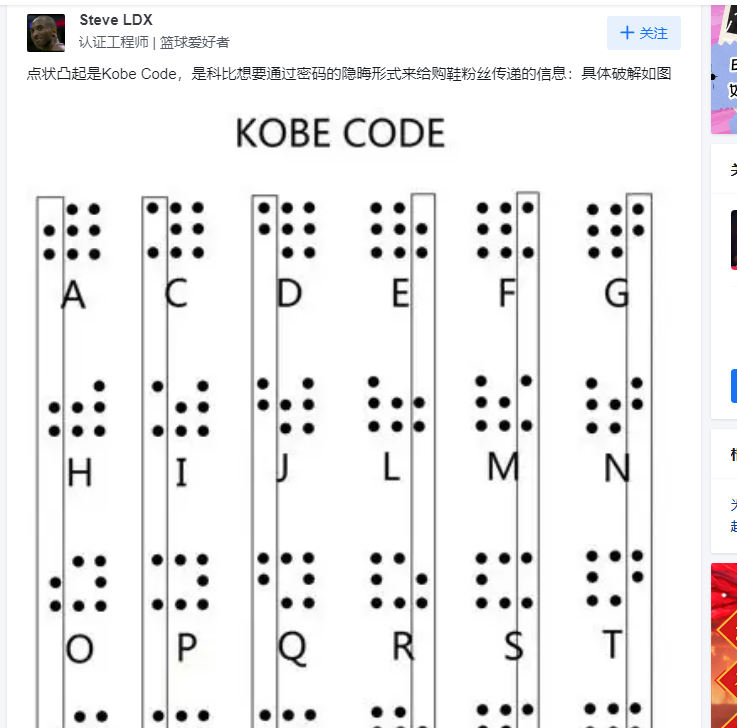 Steve LDX
认证工程师 | 篮球爱好者
关注
点状凸起是Kobe Code，是科比想要通过密码的隐晦形式来给购鞋粉丝传递的信息：具体破解如图
KOBE CODE
A C D E F G
H I J L M N
O P Q R S T